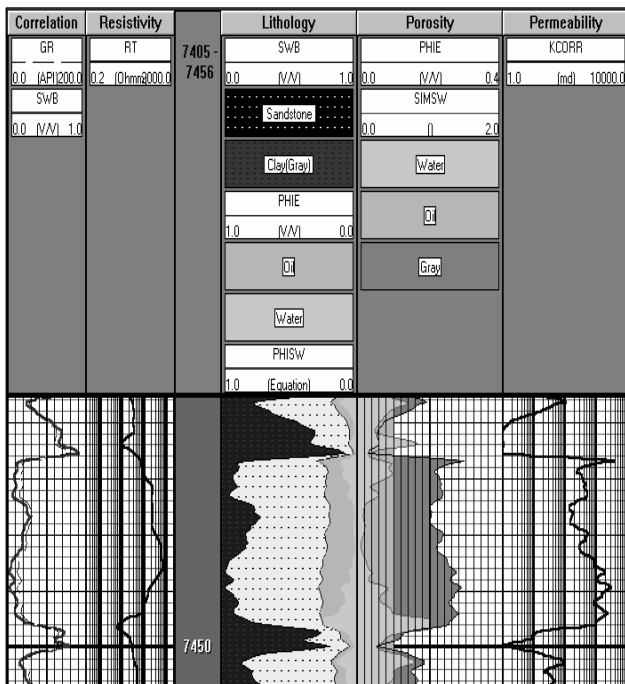 Correlation Resistivity Lithology Porosity Permeability
GR RT 7405 - SWB PHIE KCORR
0.0 (API) 200.0 0.2 (Ohmm) 2000.0 7456 0.0 (V/V) 1.0 0.0 (V/V) 0.4 1.0 (md) 10000.0
SWB Sandstone SIMSW
0.0 (V/V) 1.0 0.0 () 2.0
Clay(Gray) Water
PHIE Oil
1.0 (V/V) 0.0
Oil Gray
Water
PHISW
1.0 (Equation) 0.0
7450